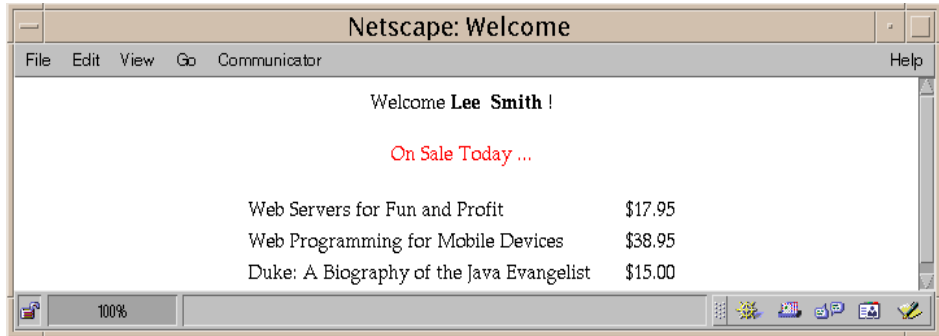 Netscape: Welcome
File Edit View Go Communicator Help
Welcome Lee Smith !
On Sale Today ...
Web Servers for Fun and Profit $17.95
Web Programming for Mobile Devices $38.95
Duke: A Biography of the Java Evangelist $15.00
100%